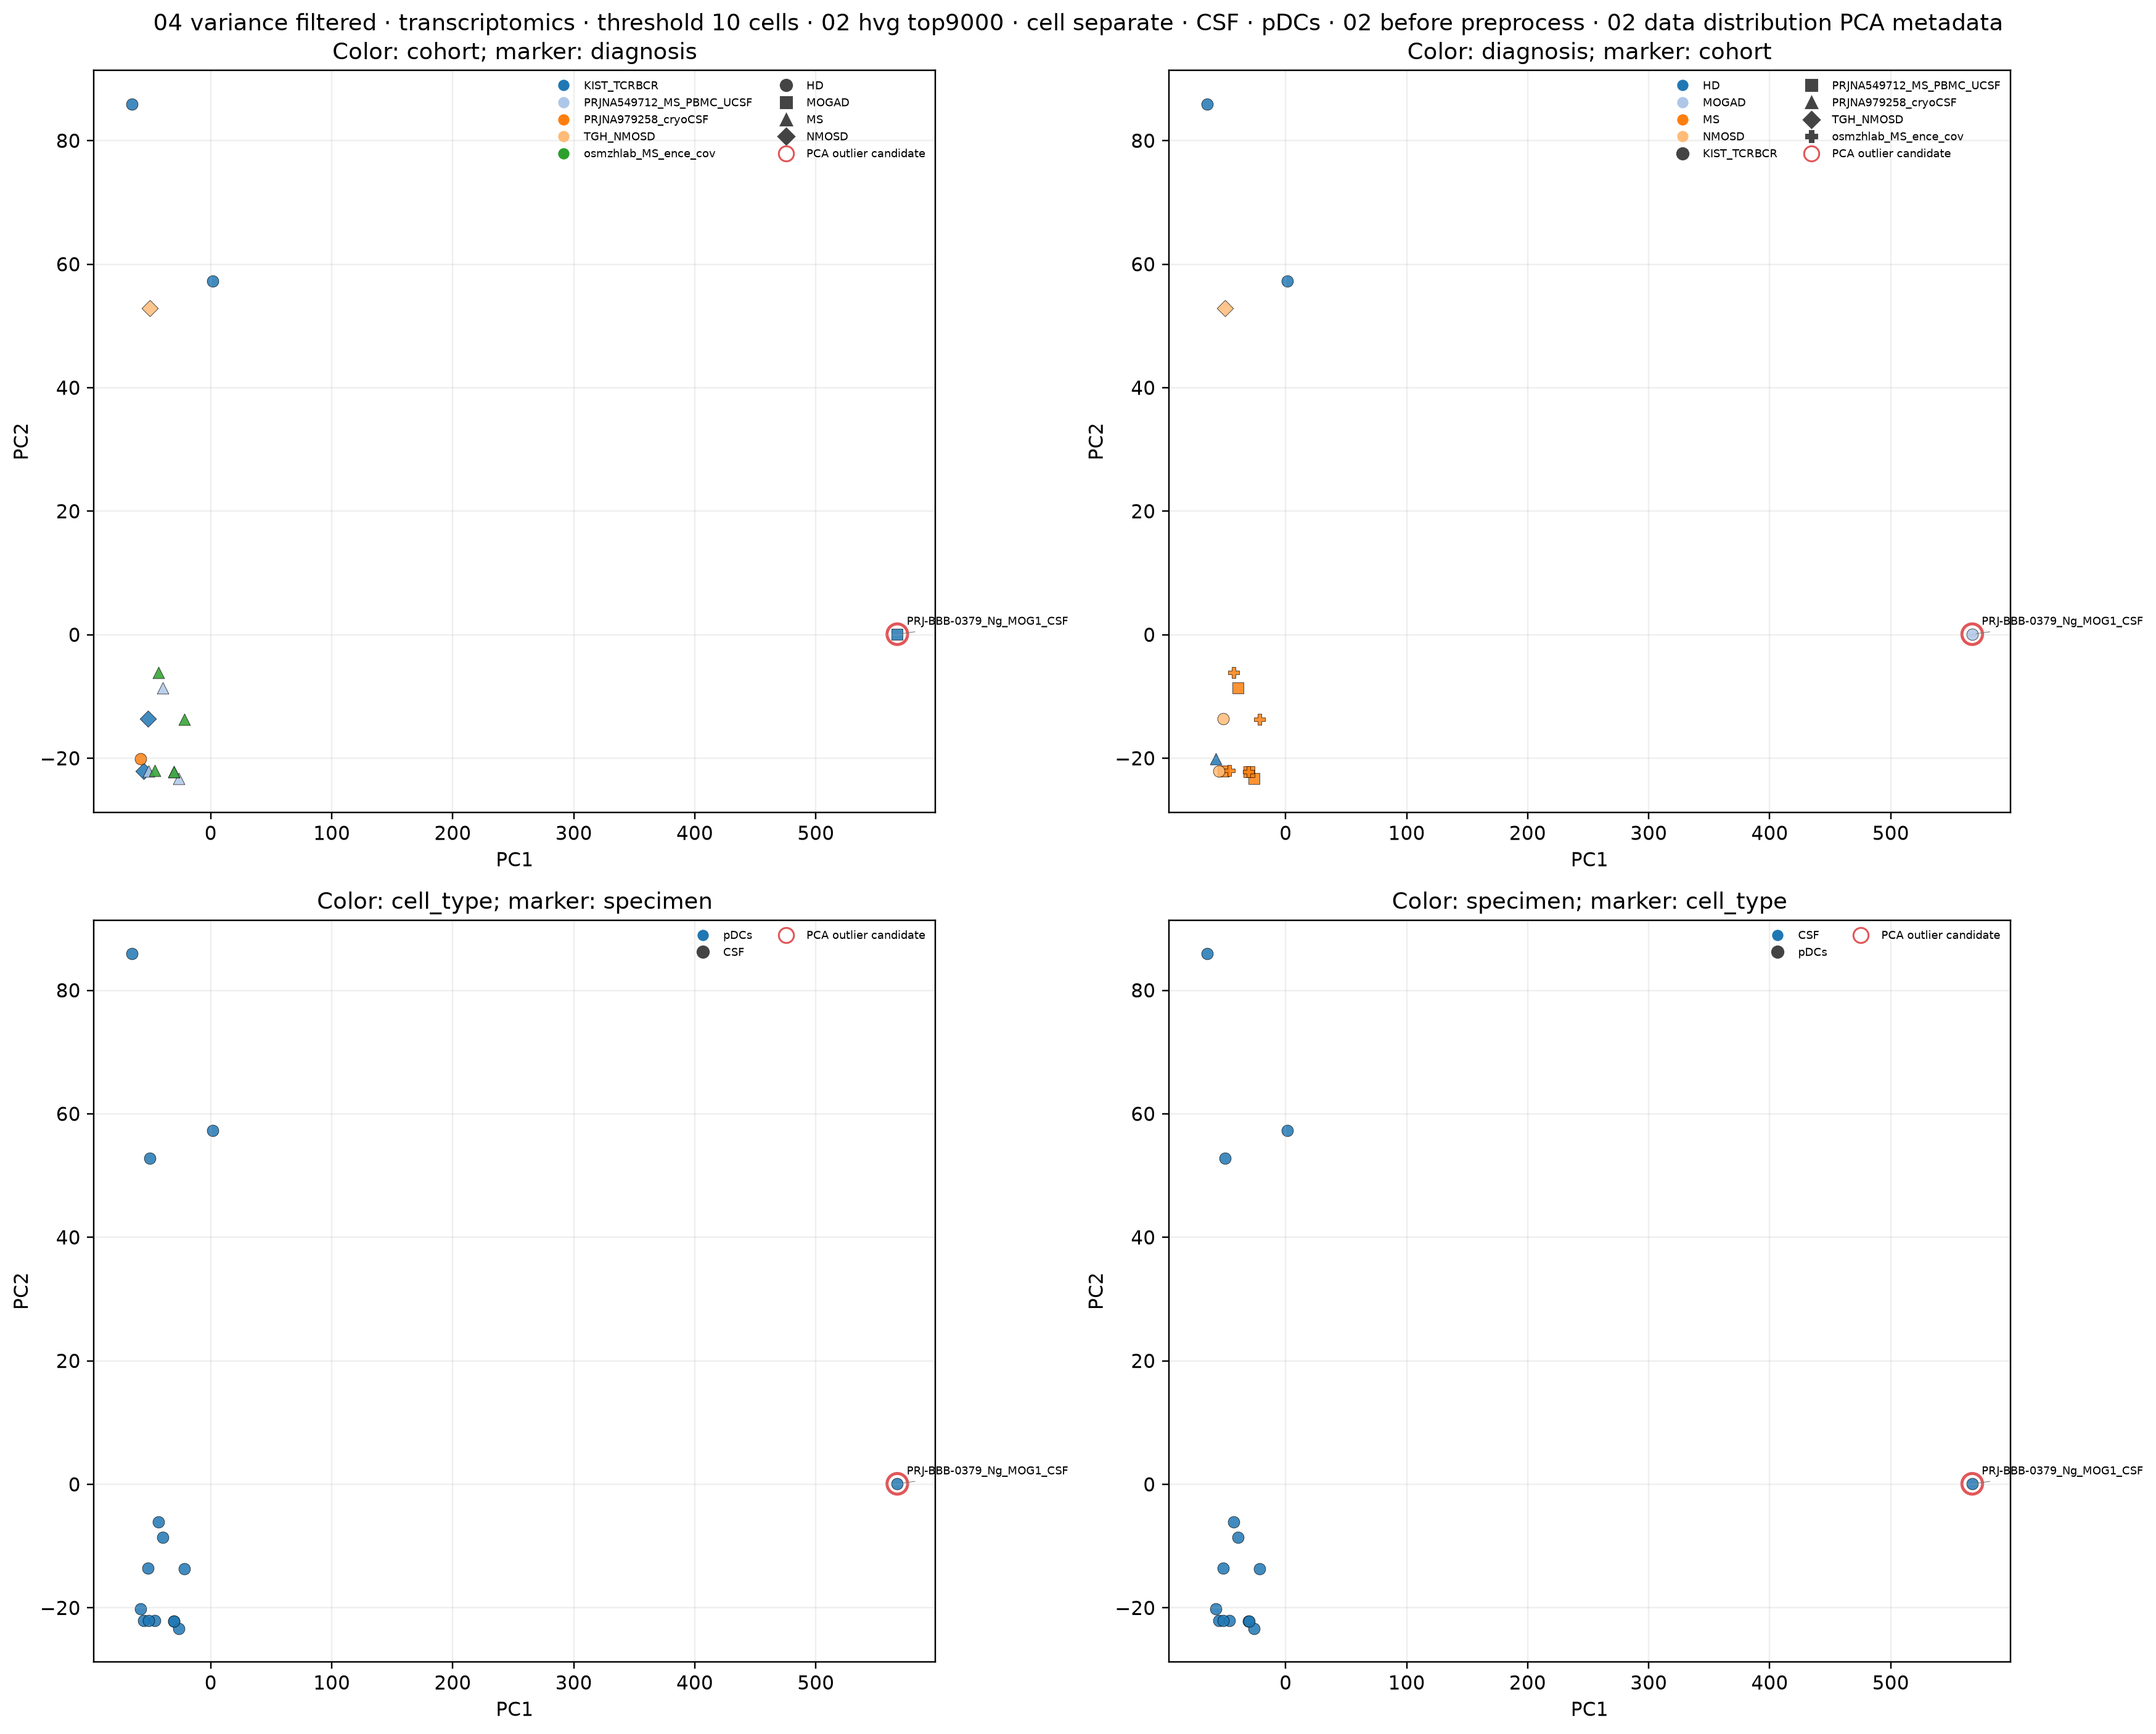 04 variance filtered · transcriptomics · threshold 10 cells · 02 hvg top9000 · cell separate · CSF · pDCs · 02 before preprocess · 02 data distribution PCA metadata
Color: cohort; marker: diagnosis
KIST_TCRBCR
PRJNA549712_MS_PBMC_UCSF
PRJNA979258_cryoCSF
TGH_NMOSD
osmzhlab_MS_ence_cov
HD
MOGAD
MS
NMOSD
PCA outlier candidate
PRJ-BBB-0379_Ng_MOG1_CSF
80
60
40
20
0
−20
PC2
0 100 200 300 400 500
PC1
Color: diagnosis; marker: cohort
HD
MOGAD
MS
NMOSD
KIST_TCRBCR
PRJNA549712_MS_PBMC_UCSF
PRJNA979258_cryoCSF
TGH_NMOSD
osmzhlab_MS_ence_cov
PCA outlier candidate
PRJ-BBB-0379_Ng_MOG1_CSF
80
60
40
20
0
−20
PC2
0 100 200 300 400 500
PC1
Color: cell_type; marker: specimen
pDCs
CSF
PCA outlier candidate
PRJ-BBB-0379_Ng_MOG1_CSF
80
60
40
20
0
−20
PC2
0 100 200 300 400 500
PC1
Color: specimen; marker: cell_type
CSF
pDCs
PCA outlier candidate
PRJ-BBB-0379_Ng_MOG1_CSF
80
60
40
20
0
−20
PC2
0 100 200 300 400 500
PC1